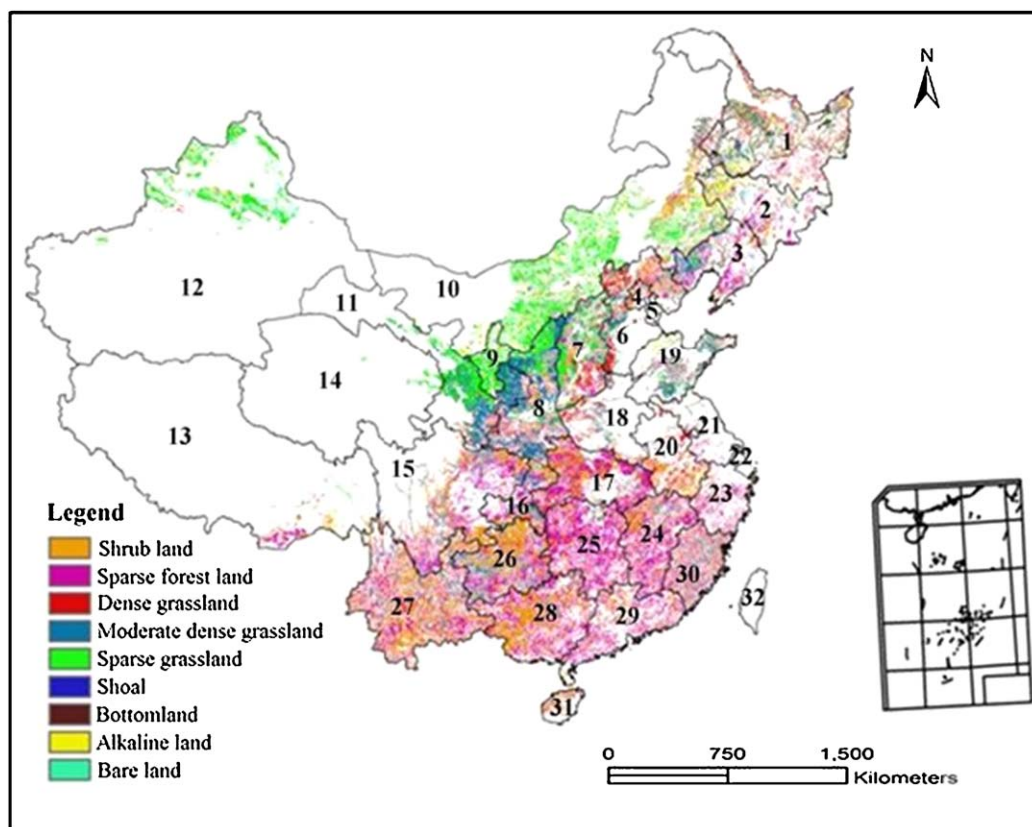 N
1
2
3
4
5
6
7
8
9
10
11
12
13
14
15
16
17
18
19
20
21
22
23
24
25
26
27
28
29
30
31
32
Legend
Shrub land
Sparse forest land
Dense grassland
Moderate dense grassland
Sparse grassland
Shoal
Bottomland
Alkaline land
Bare land
0 750 1,500
Kilometers